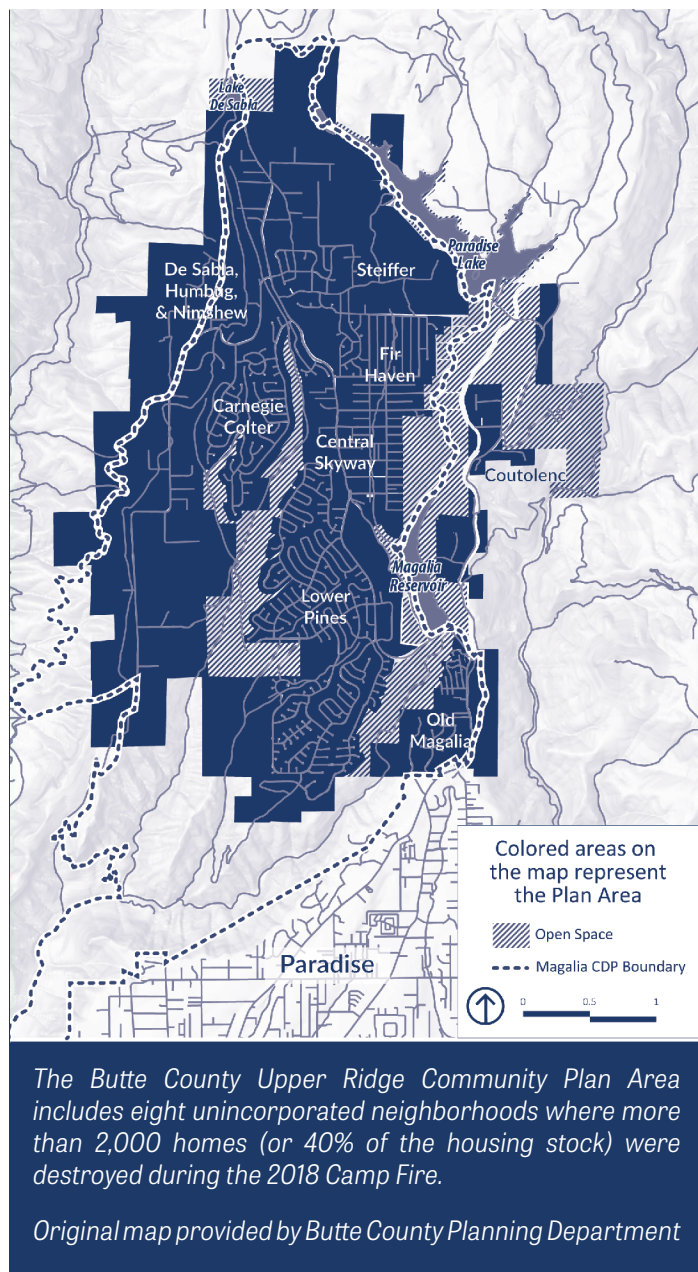 Lake
De Sabla
Paradise
Lake
De Sabla,
Humbug,
& Nimshew
Steiffer
Fir
Haven
Carnegie
Colter
Central
Skyway
Coutolenc
Magalia
Reservoir
Lower
Pines
Old
Magalia
Paradise
Colored areas on
the map represent
the Plan Area
Open Space
Magalia CDP Boundary
0 0.5 1
The Butte County Upper Ridge Community Plan Area
includes eight unincorporated neighborhoods where more
than 2,000 homes (or 40% of the housing stock) were
destroyed during the 2018 Camp Fire.
Original map provided by Butte County Planning Department